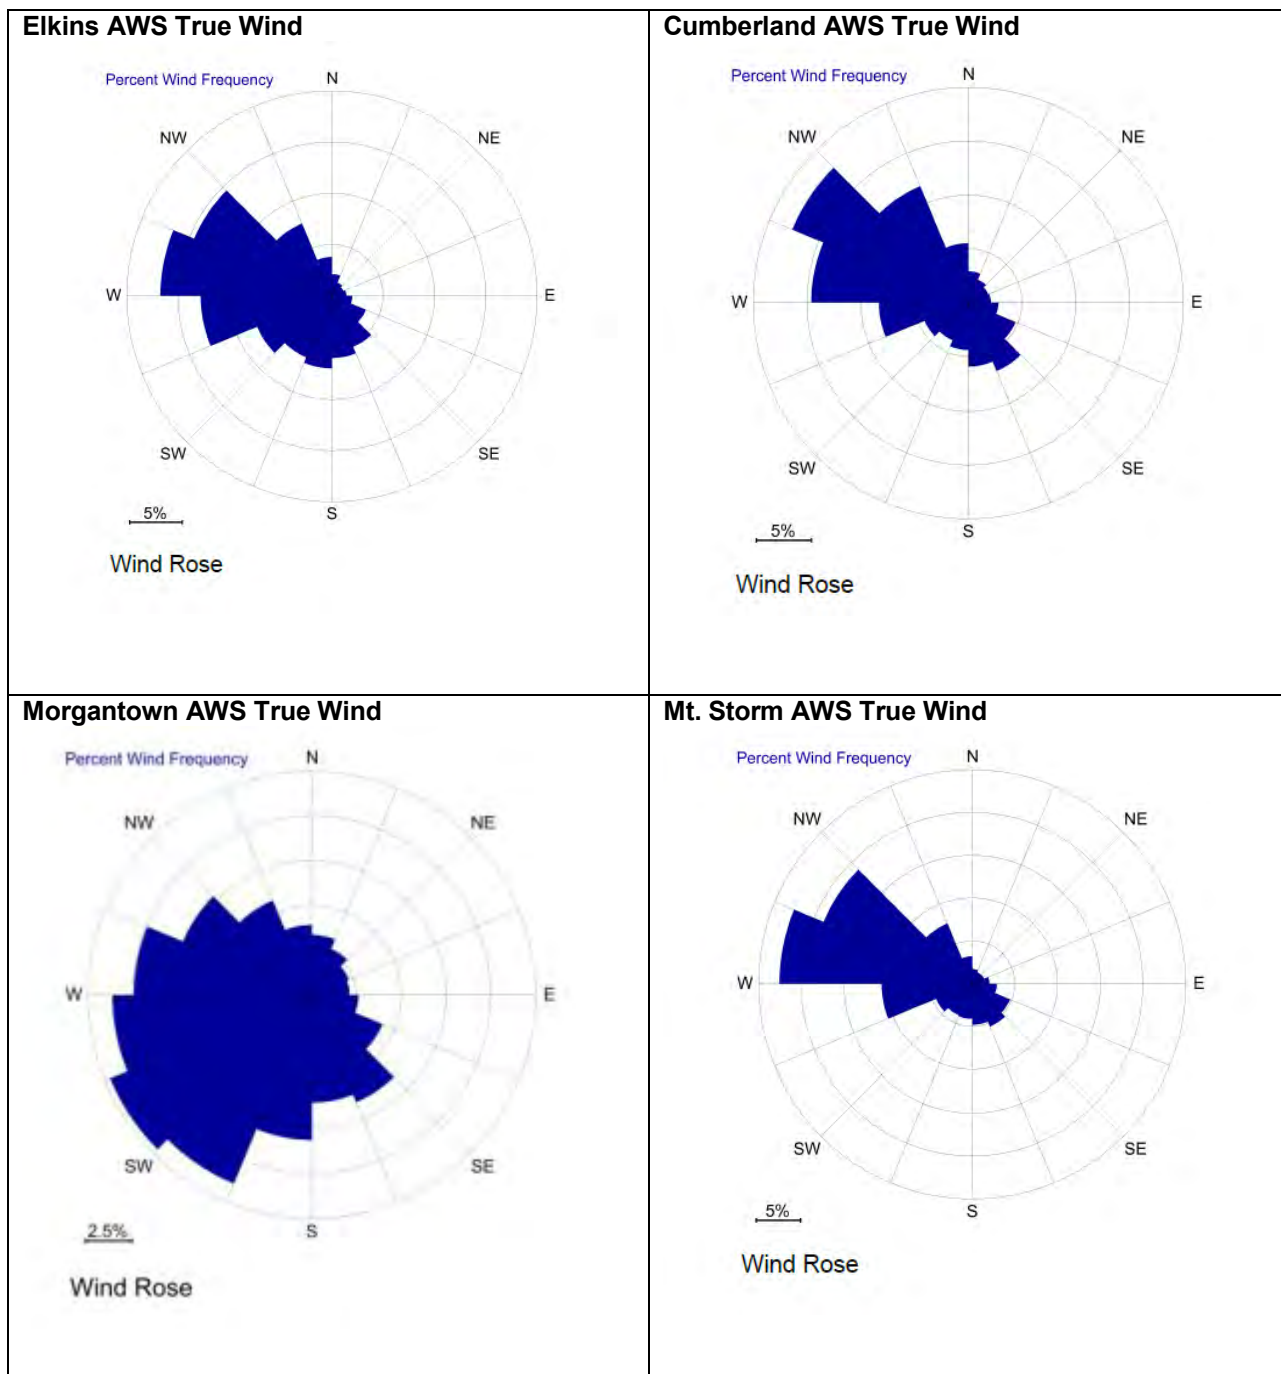 Elkins AWS True Wind
Percent Wind Frequency
N
NW
NE
W
E
SW
SE
S
5%
Wind Rose
Cumberland AWS True Wind
Percent Wind Frequency
N
NW
NE
W
E
SW
SE
S
5%
Wind Rose
Morgantown AWS True Wind
Percent Wind Frequency
N
NW
NE
W
E
SW
SE
S
2.5%
Wind Rose
Mt. Storm AWS True Wind
Percent Wind Frequency
N
NW
NE
W
E
SW
SE
S
5%
Wind Rose